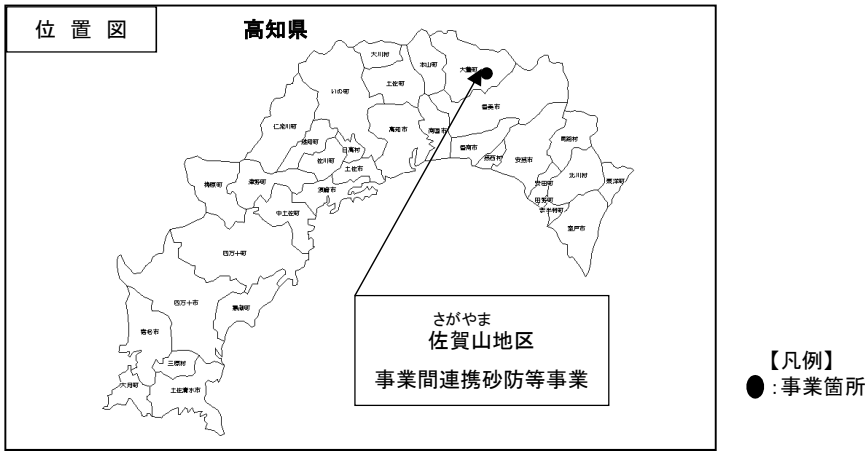 位置図
高知県
大川村
本山町
大豊町
いの町
土佐町
香美市
仁淀川町
高知市
南国市
越知町
日高村
香南市
芸西村
安芸市
馬路村
佐川町
土佐市
北川村
東洋町
梼原町
津野町
須崎市
安田町
田野町
奈半利町
中土佐町
室戸市
四万十町
四万十市
黒潮町
宿毛市
三原村
大月町
土佐清水市
さがやま
佐賀山地区
事業間連携砂防等事業
【凡例】
●:事業箇所